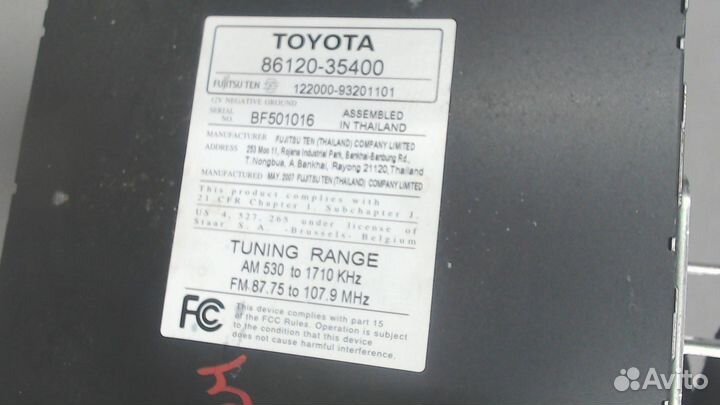 TOYOTA
86120-35400
FUJITSU TEN
122000-93201101
12V NEGATIVE GROUND
SERIAL NO. BF501016
ASSEMBLED IN THAILAND
MANUFACTURER FUJITSU TEN (THAILAND) COMPANY LIMITED
ADDRESS 253 Moo 11, Rojana Industrial Park, Bankhai-Banbung Rd.,
T.Nongbua, A.Bankhai, Rayong 21120, Thailand
MANUFACTURED MAY. 2007 FUJITSU TEN (THAILAND) COMPANY LIMITED
This product complies with
21 CFR Chapter 1. Subchapter J.
US 4, 527, 265 under license of
Staar S. A. -Brussels- Belgium
TUNING RANGE
AM 530 to 1710 KHz
FM 87.75 to 107.9 MHz
FC
This device complies with part 15
of the FCC Rules. Operation is subject
to the condition that this device
does not cause harmful interference.
Avito